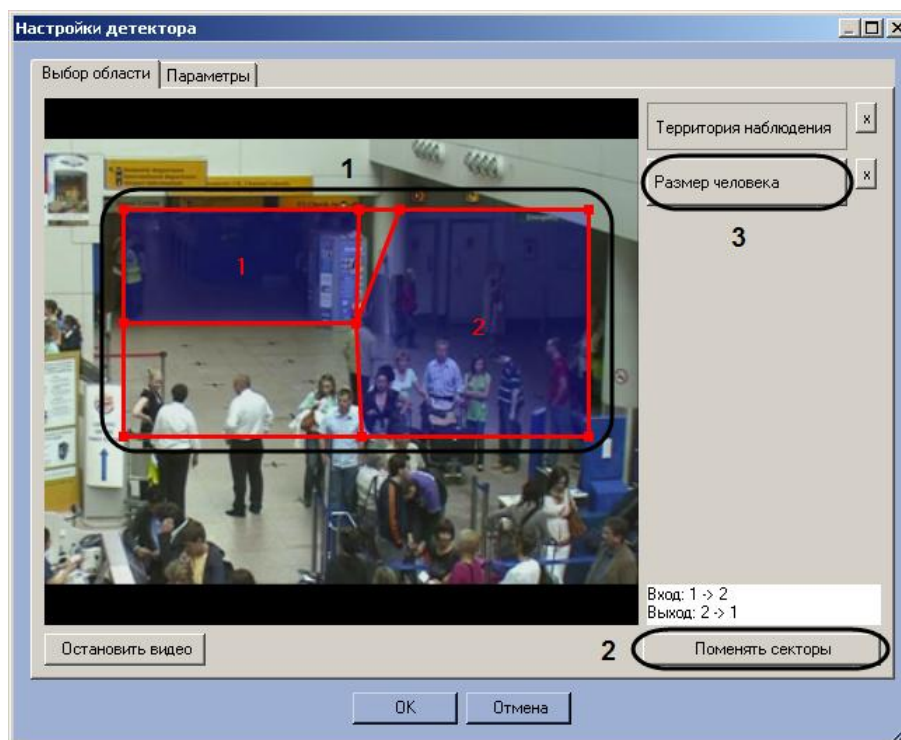 Настройки детектора
Выбор области
Параметры
1
Территория наблюдения
x
Размер человека
x
3
1
2
Вход: 1 -> 2
Выход: 2 -> 1
Остановить видео
2
Поменять секторы
OK
Отмена